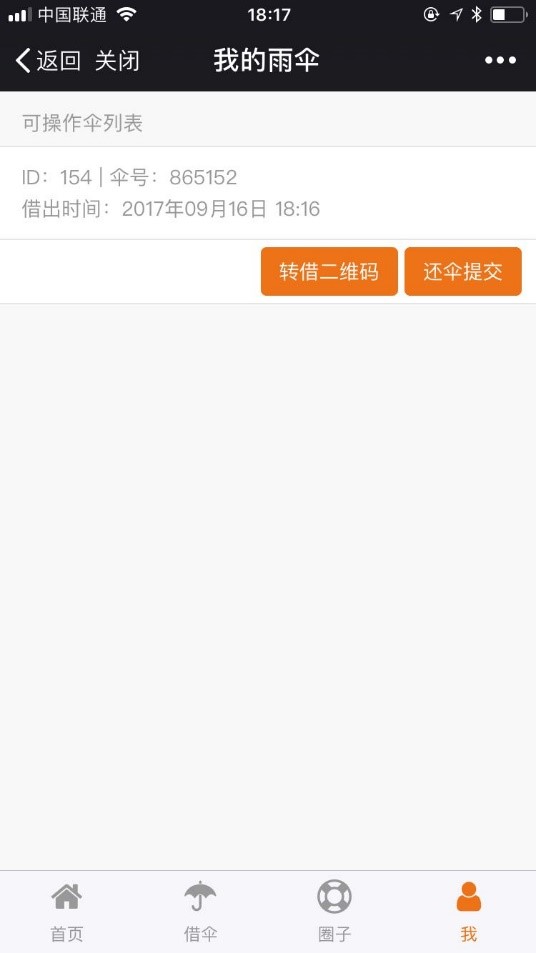 中国联通 18:17
返回 关闭 我的雨伞
可操作伞列表
ID：154 | 伞号：865152
借出时间：2017年09月16日 18:16
转借二维码 还伞提交
首页 借伞 圈子 我